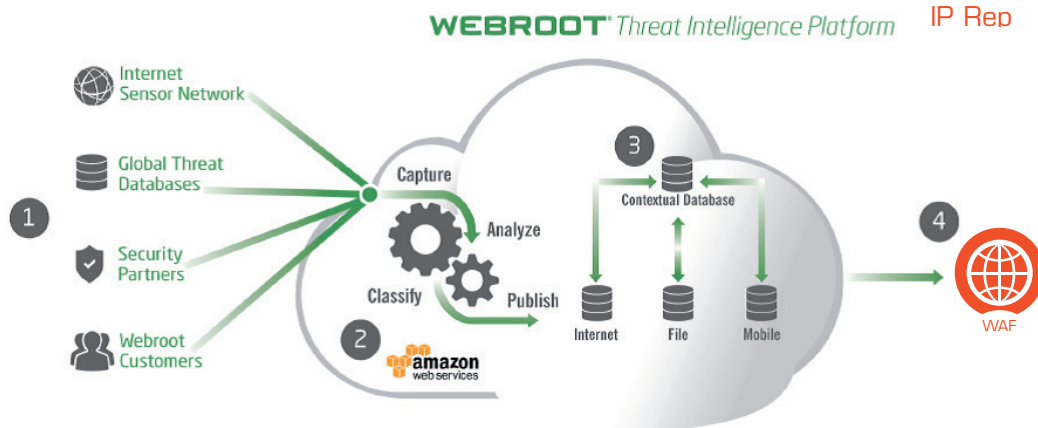 WEBROOT® Threat Intelligence Platform
IP Rep
1
Internet
Sensor Network
Global Threat
Databases
Security
Partners
Webroot
Customers
Capture
Analyze
Classify
Publish
2
amazon
web services
3
Contextual Database
Internet
File
Mobile
4
WAF